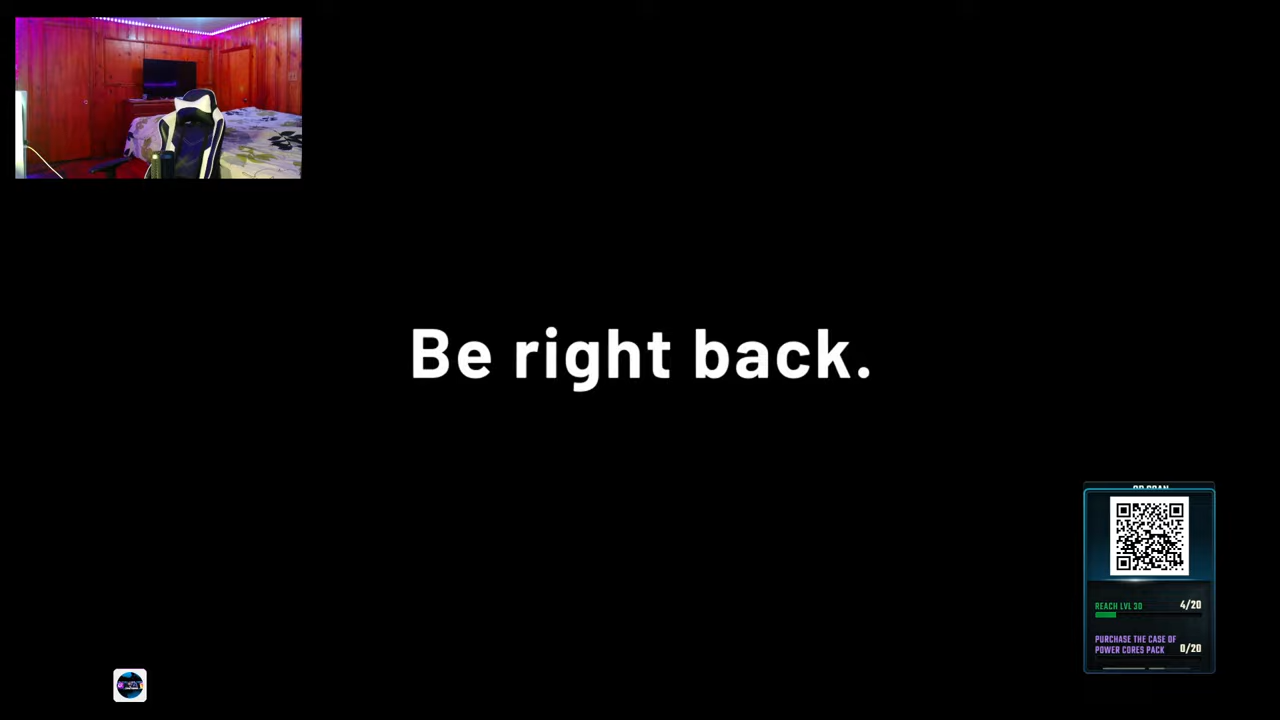 Be right back.
REACH LVL 30 4/20
PURCHASE THE CASE OF
POWER CORES PACK 0/20